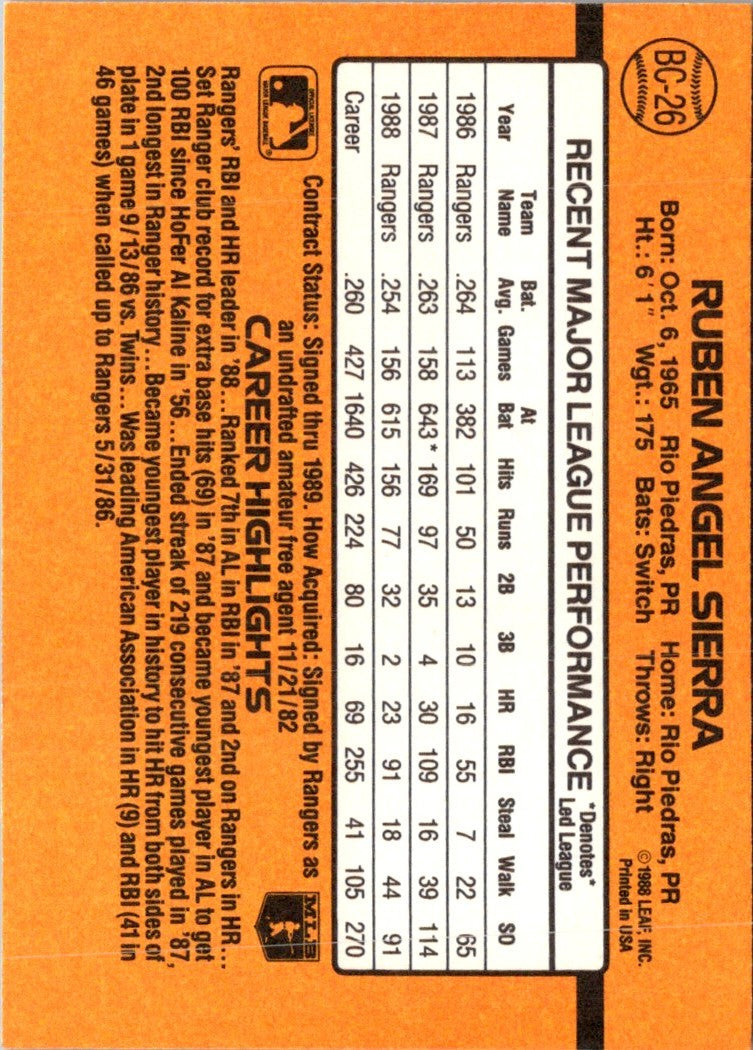 BC-26
RUBEN ANGEL SIERRA
Born: Oct. 6, 1965 Rio Piedras, PR Home: Rio Piedras, PR
Ht.: 6'1" Wgt.: 175 Bats: Switch Throws: Right
©1988 LEAF, INC.
Printed in USA
RECENT MAJOR LEAGUE PERFORMANCE *Denotes* Led League
Year Team Name Bat. Avg. Games At Bat Hits Runs 2B 3B HR RBI Steal Walk SO
1986 Rangers .264 113 382 101 50 13 10 16 55 7 22 65
1987 Rangers .263 158 643* 169 97 35 4 30 109 16 39 114
1988 Rangers .254 156 615 156 77 32 2 23 91 18 44 91
Career .260 427 1640 426 224 80 16 69 255 41 105 270
Contract Status: Signed thru 1989. How Acquired: Signed by Rangers as
an undrafted amateur free agent 11/21/82
MLB
CAREER HIGHLIGHTS
Rangers' RBI and HR leader in '88...Ranked 7th in AL in RBI in '87 and 2nd on Rangers in HR...
Set Ranger club record for extra base hits (69) in '87 and became youngest player in AL to get
100 RBI since HoFer Al Kaline in '56...Ended streak of 219 consecutive games played in '87,
2nd longest in Ranger history...Became youngest player in history to hit HR from both sides of
plate in 1 game 9/13/86 vs. Twins...Was leading American Association in HR (9) and RBI (41 in
46 games) when called up to Rangers 5/31/86.